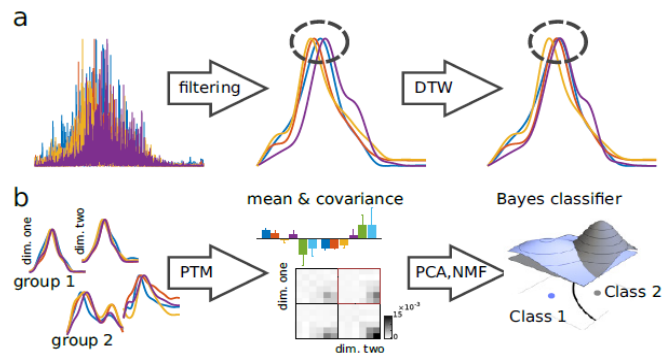 a
filtering
DTW
b
mean & covariance
Bayes classifier
dim. one
dim. two
group 1
PTM
dim. one
PCA,NMF
15
×10⁻³
0
dim. two
group 2
Class 1
Class 2